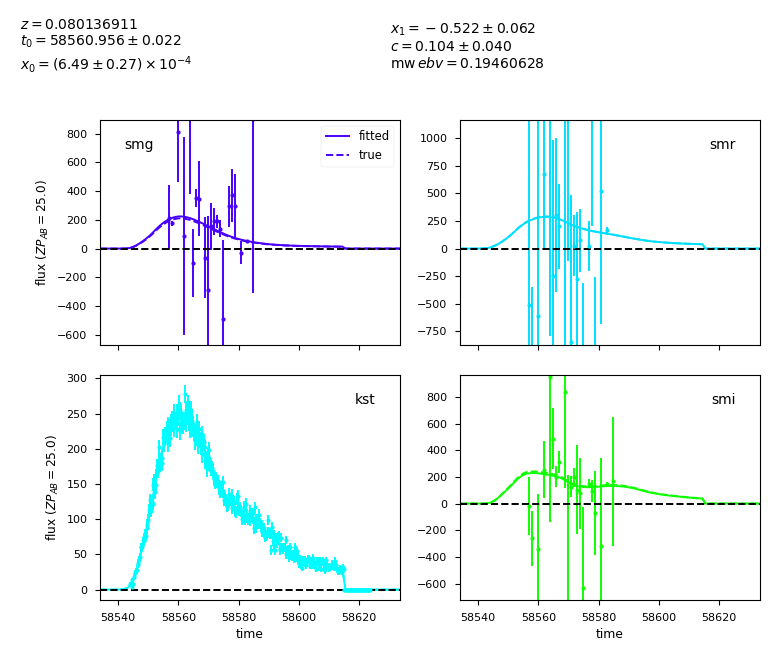 z = 0.080136911
t₀ = 58560.956 ± 0.022
x₀ = (6.49 ± 0.27) × 10⁻⁴
x₁ = −0.522 ± 0.062
c = 0.104 ± 0.040
mw ebv = 0.19460628
smg
fitted
true
flux (ZP_AB = 25.0)
800
600
400
200
0
−200
−400
−600
smr
1000
750
500
250
0
−250
−500
−750
kst
flux (ZP_AB = 25.0)
300
250
200
150
100
50
0
58540 58560 58580 58600 58620
time
smi
800
600
400
200
0
−200
−400
−600
58540 58560 58580 58600 58620
time